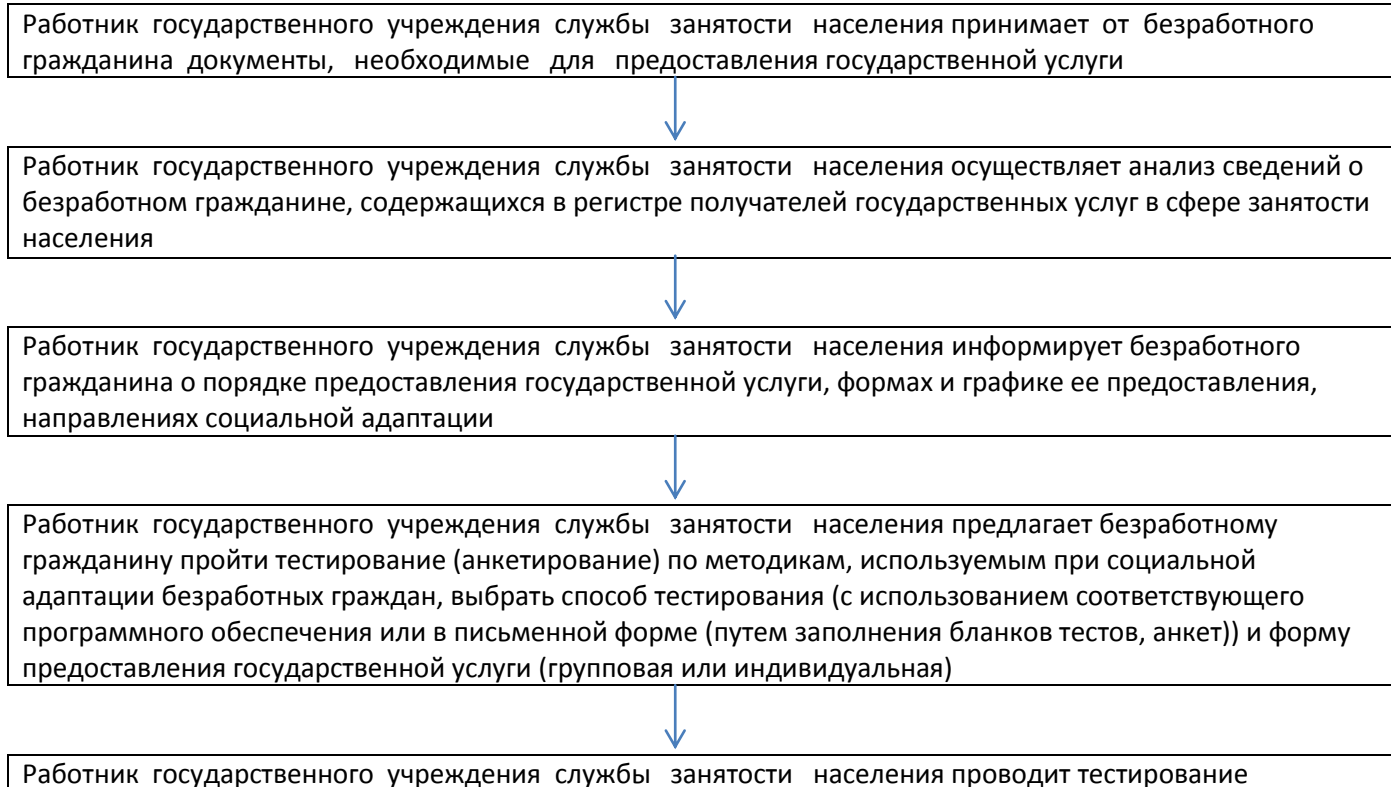 Работник государственного учреждения службы занятости населения принимает от безработного
гражданина документы, необходимые для предоставления государственной услуги
Работник государственного учреждения службы занятости населения осуществляет анализ сведений о
безработном гражданине, содержащихся в регистре получателей государственных услуг в сфере занятости
населения
Работник государственного учреждения службы занятости населения информирует безработного
гражданина о порядке предоставления государственной услуги, формах и графике ее предоставления,
направлениях социальной адаптации
Работник государственного учреждения службы занятости населения предлагает безработному
гражданину пройти тестирование (анкетирование) по методикам, используемым при социальной
адаптации безработных граждан, выбрать способ тестирования (с использованием соответствующего
программного обеспечения или в письменной форме (путем заполнения бланков тестов, анкет)) и форму
предоставления государственной услуги (групповая или индивидуальная)
Работник государственного учреждения службы занятости населения проводит тестирование